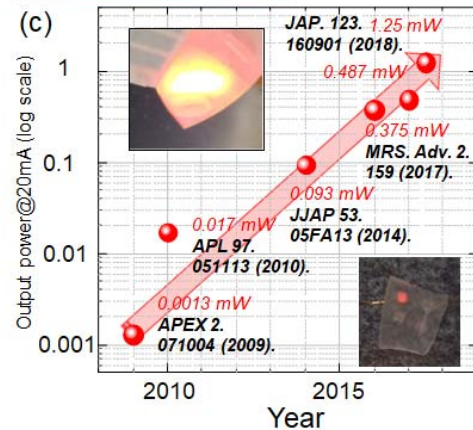 (c)
JAP. 123.
160901 (2018).
1.25 mW
0.487 mW
0.375 mW
MRS. Adv. 2.
159 (2017).
0.093 mW
JJAP 53.
05FA13 (2014).
0.017 mW
APL 97.
051113 (2010).
0.0013 mW
APEX 2.
071004 (2009).
Output power@20mA (log scale)
1
0.1
0.01
0.001
2010
2015
Year